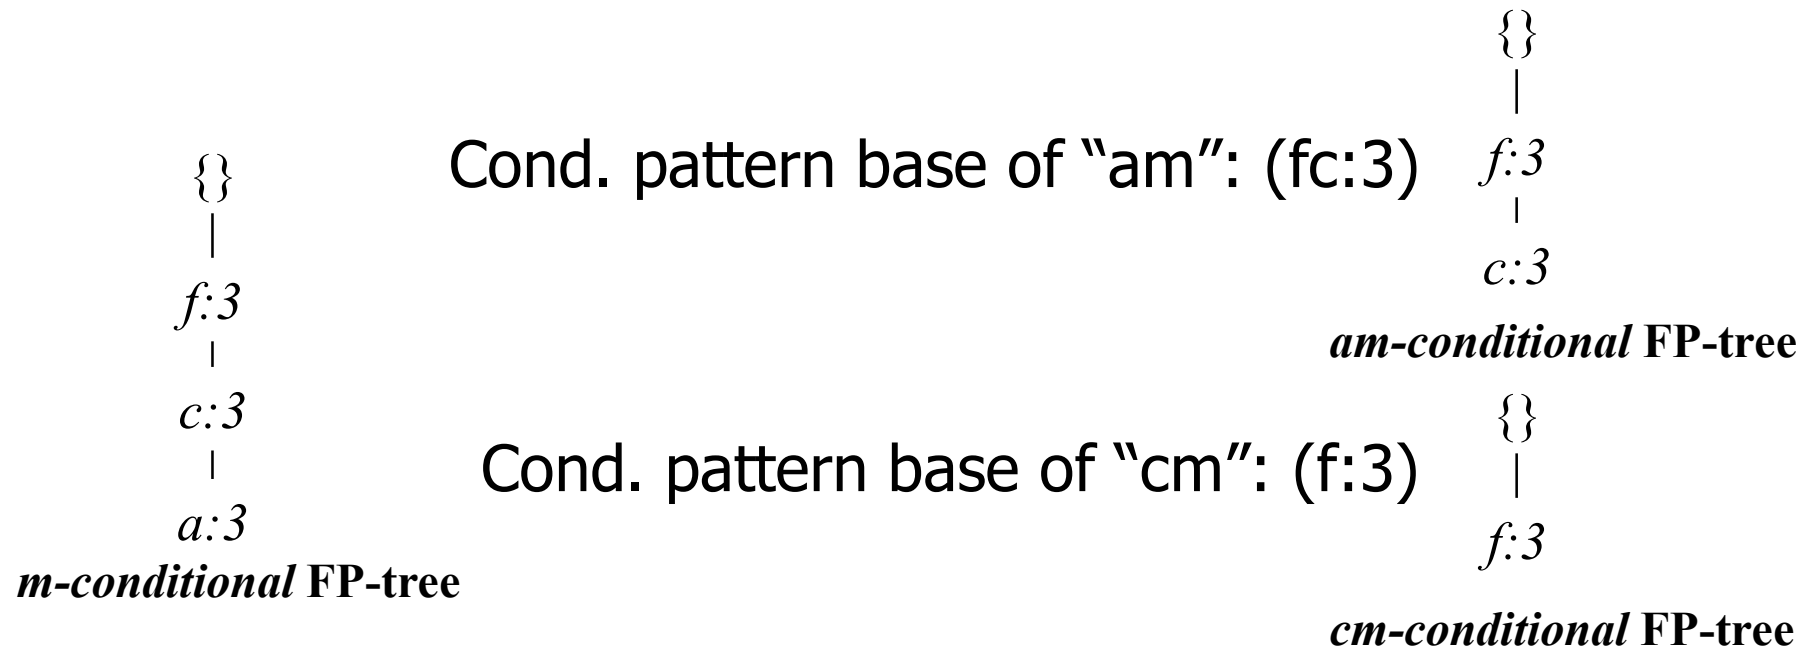 {}
f:3
c:3
a:3
m-conditional FP-tree
Cond. pattern base of “am”: (fc:3)
{}
f:3
c:3
am-conditional FP-tree
Cond. pattern base of “cm”: (f:3)
{}
f:3
cm-conditional FP-tree